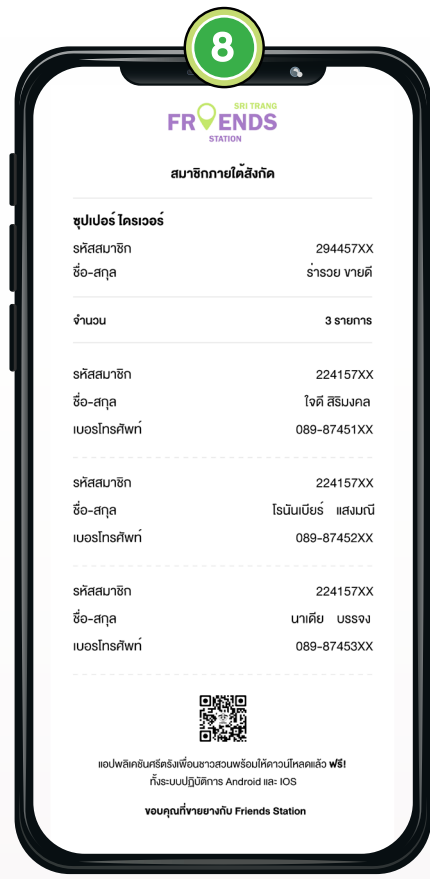 8
SRI TRANG
FRIENDS
STATION
สมาชิกภายใต้สังกัด
ซุปเปอร์ ไดรเวอร์
รหัสสมาชิก 294457XX
ชื่อ-สกุล ร่ำรวย ขายดี
จำนวน 3 รายการ
รหัสสมาชิก 224157XX
ชื่อ-สกุล ใจดี สิริมงคล
เบอรโทรศัพท์ 089-87451XX
รหัสสมาชิก 224157XX
ชื่อ-สกุล โรนันเบียร์ แสงมณี
เบอรโทรศัพท์ 089-87452XX
รหัสสมาชิก 224157XX
ชื่อ-สกุล นาเดีย บรรจง
เบอรโทรศัพท์ 089-87453XX
แอปพลิเคชันศรีตรังเพื่อนชาวสวนพร้อมให้ดาวน์โหลดแล้ว ฟรี!
ทั้งระบบปฏิบัติการ Android และ IOS
ขอบคุณที่ขายยางกับ Friends Station